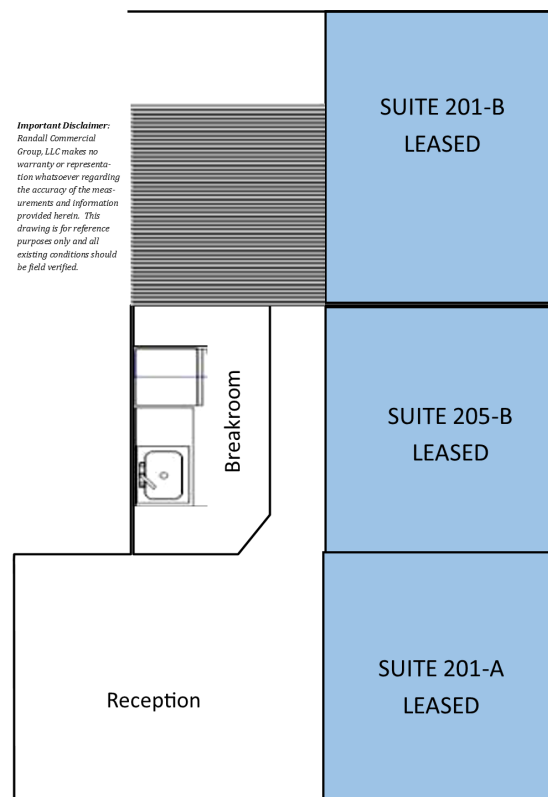 SUITE 201-B
LEASED
Important Disclaimer:
Randall Commercial
Group, LLC makes no
warranty or representa-
tion whatsoever regarding
the accuracy of the meas-
urements and information
provided herein. This
drawing is for reference
purposes only and all
existing conditions should
be field verified.
Breakroom
SUITE 205-B
LEASED
SUITE 201-A
LEASED
Reception